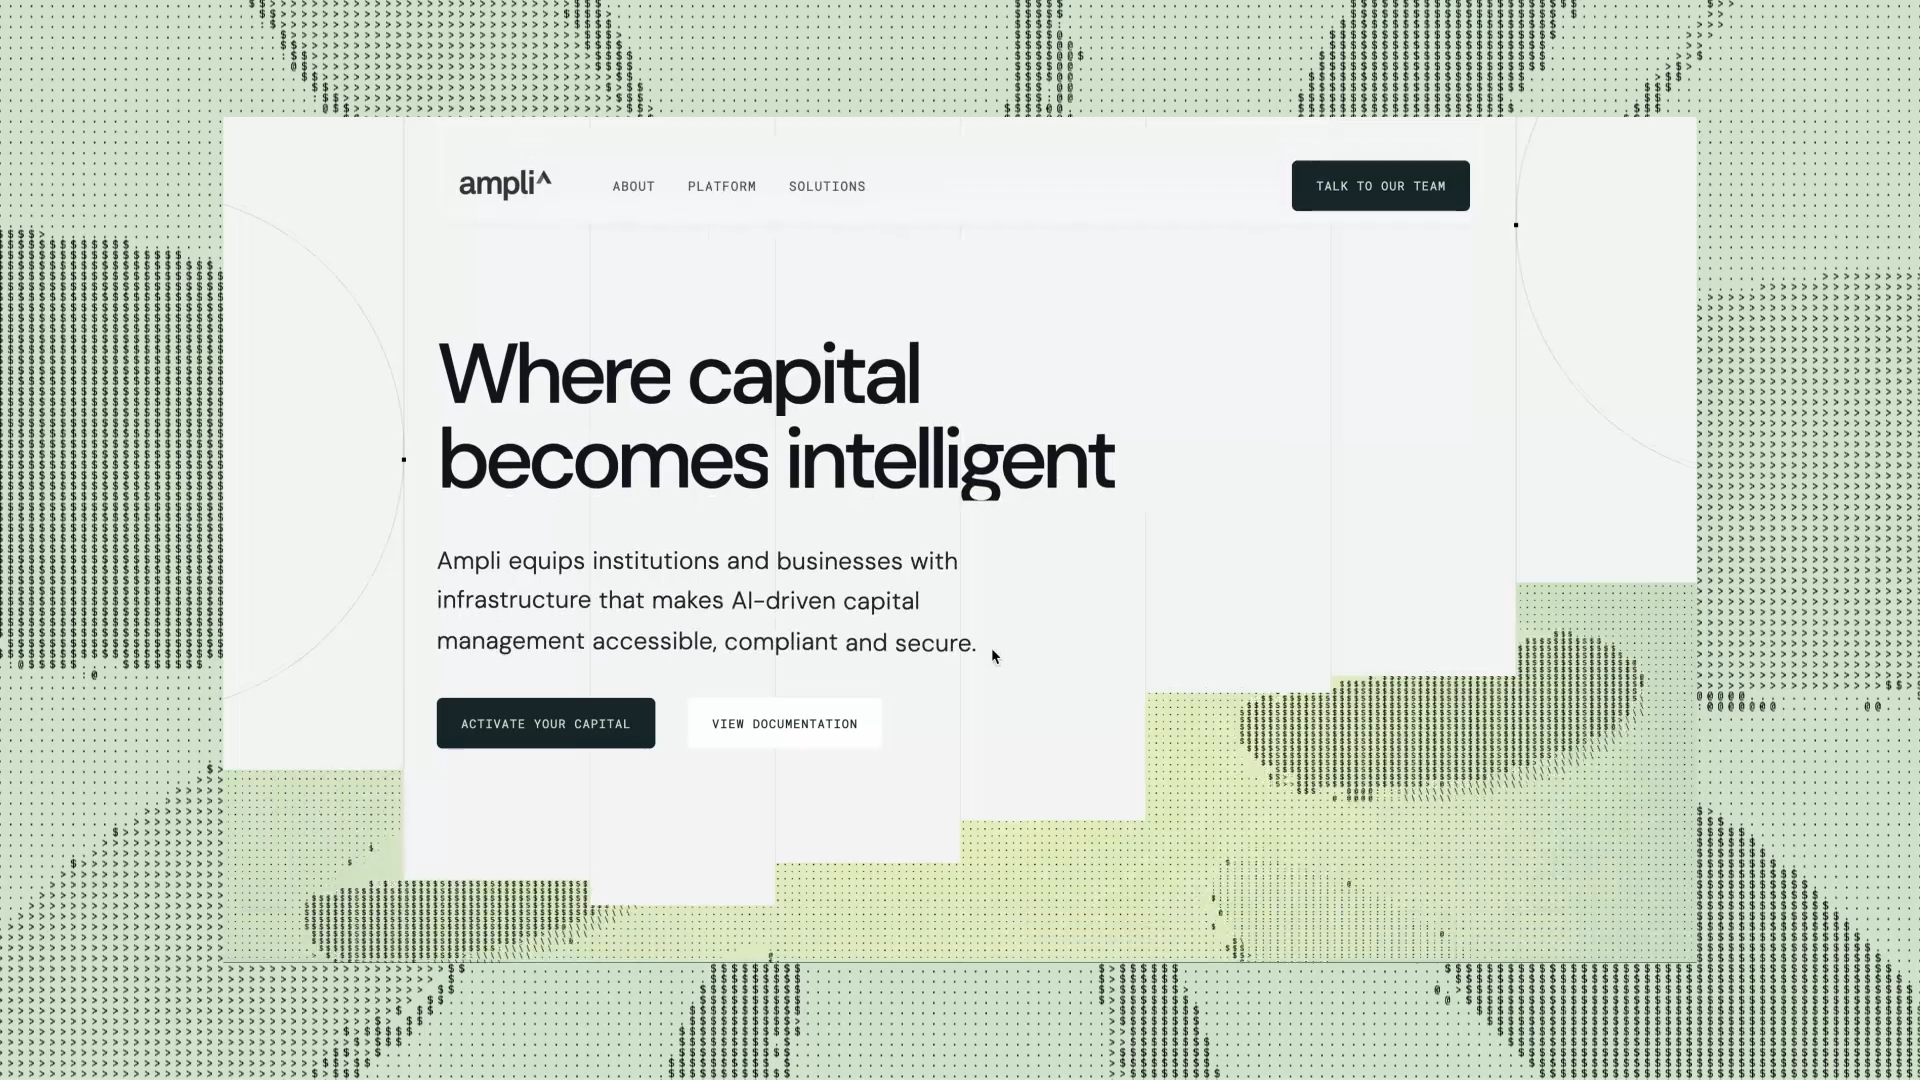 ampli^
ABOUT PLATFORM SOLUTIONS
TALK TO OUR TEAM
Where capital
becomes intelligent
Ampli equips institutions and businesses with
infrastructure that makes AI-driven capital
management accessible, compliant and secure.
ACTIVATE YOUR CAPITAL
VIEW DOCUMENTATION